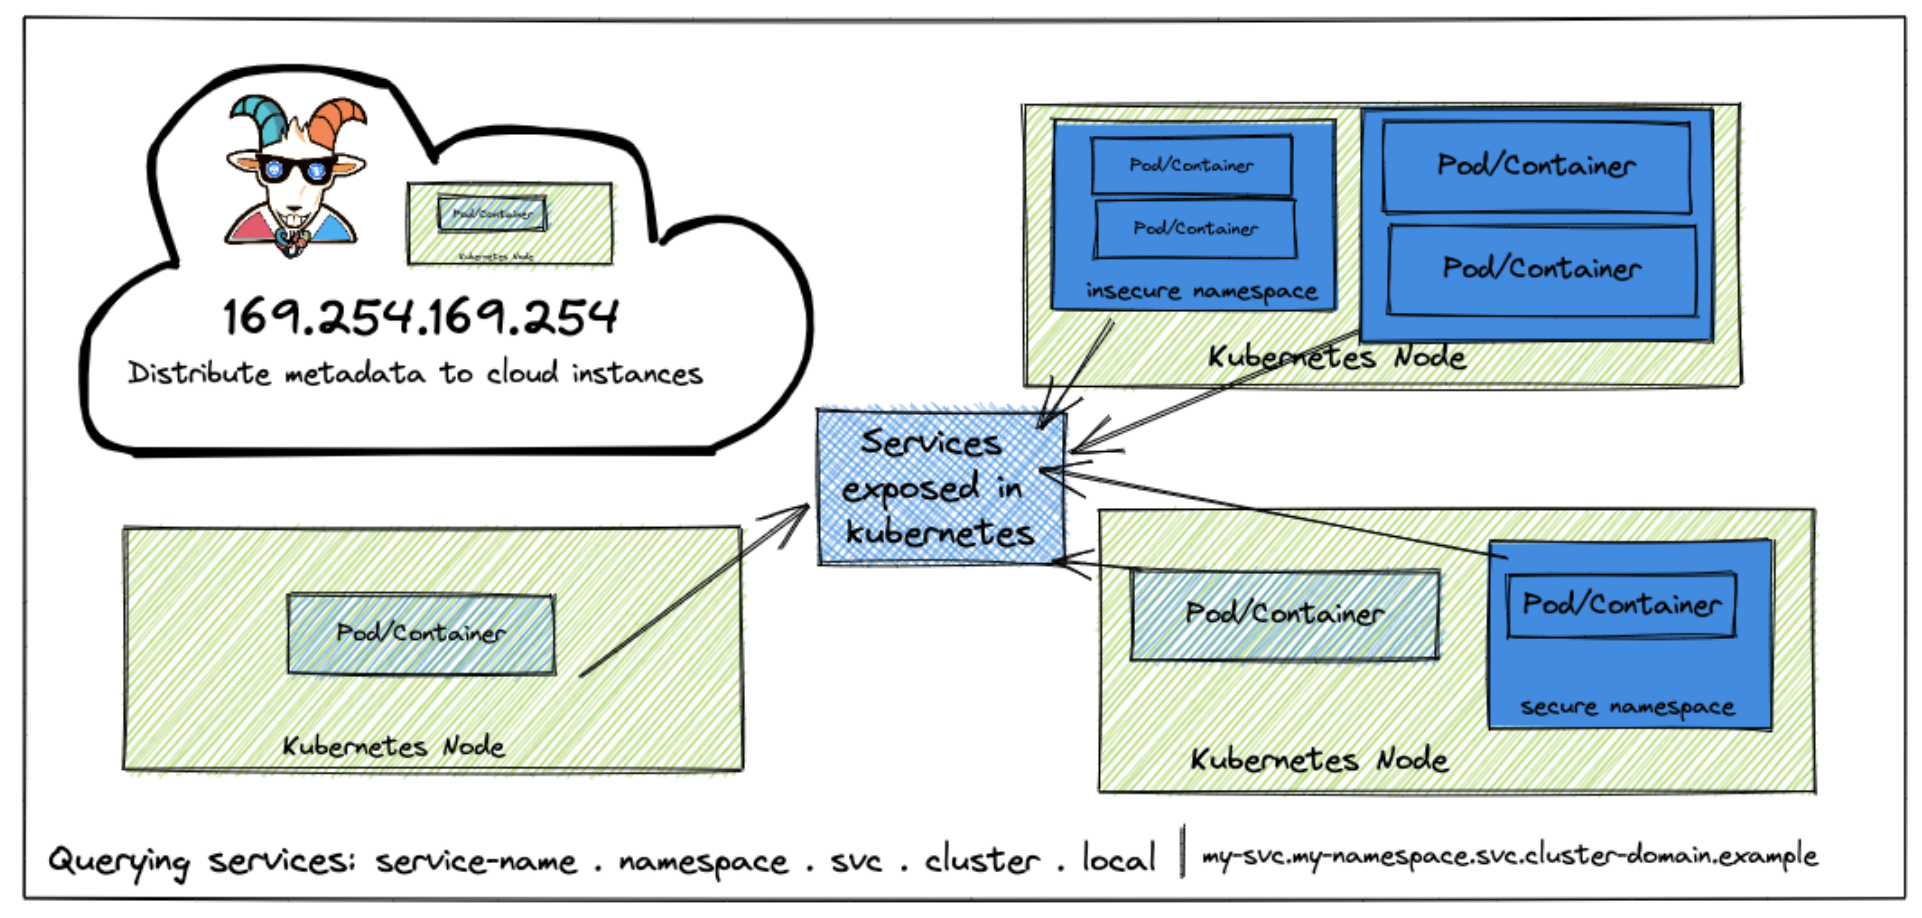 Pod/Container
Kubernetes Node
169.254.169.254
Distribute metadata to cloud instances
Pod/Container
Pod/Container
insecure namespace
Pod/Container
Pod/Container
Kubernetes Node
Services
exposed in
kubernetes
Pod/Container
Kubernetes Node
Pod/Container
Pod/Container
secure namespace
Kubernetes Node
Querying services: service-name . namespace . svc . cluster . local | my-svc.my-namespace.svc.cluster-domain.example